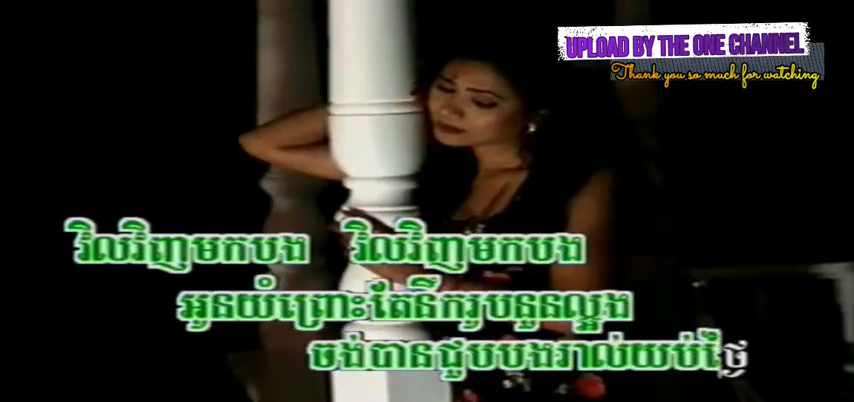 UPLOAD BY THE ONE CHANNEL
Thank you so much for watching
វិលវិញមកបង វិលវិញមកបង
អូនយំព្រោះតែនឹករូបនួនល្អង
ចង់បានជួបបងរាល់យប់ថ្ងៃ